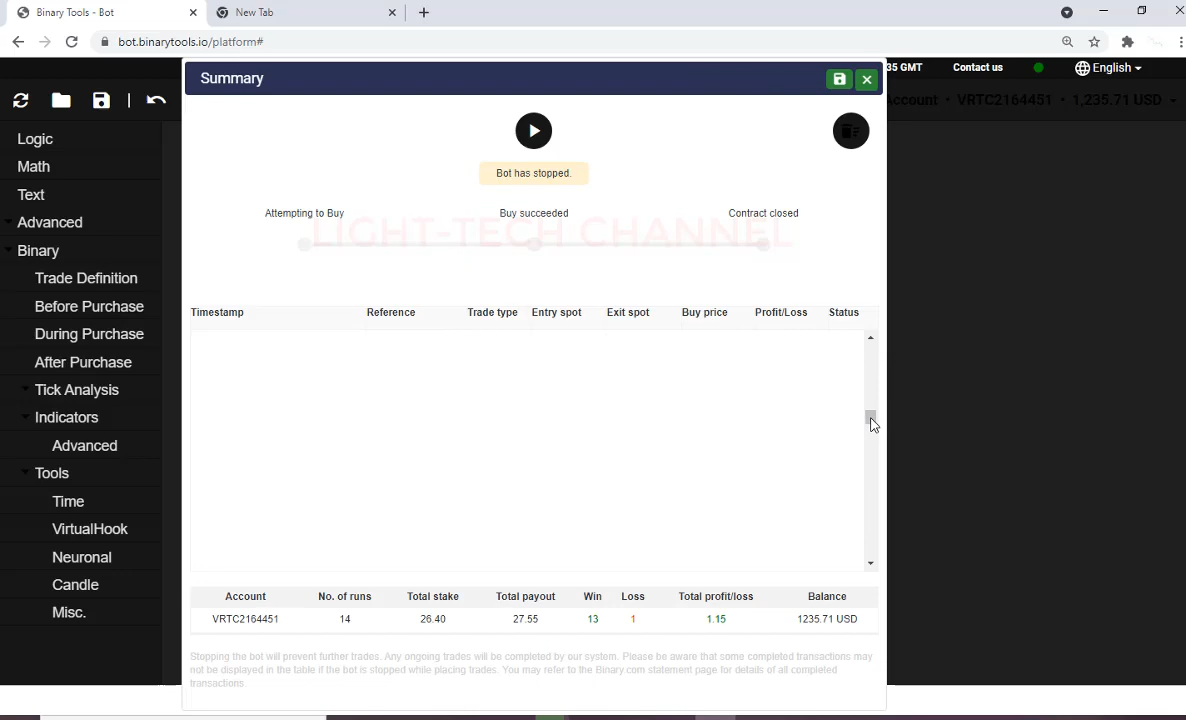 Binary Tools - Bot
New Tab
bot.binarytools.io/platform#
Summary
35 GMT
Contact us
English
Account · VRTC2164451 · 1,235.71 USD
Logic
Math
Text
Advanced
Binary
Trade Definition
Before Purchase
During Purchase
After Purchase
Tick Analysis
Indicators
Advanced
Tools
Time
VirtualHook
Neuronal
Candle
Misc.
Bot has stopped.
Attempting to Buy
Buy succeeded
Contract closed
LIGHT-TECH CHANNEL
Timestamp Reference Trade type Entry spot Exit spot Buy price Profit/Loss Status
Account No. of runs Total stake Total payout Win Loss Total profit/loss Balance
VRTC2164451 14 26.40 27.55 13 1 1.15 1235.71 USD
Stopping the bot will prevent further trades. Any ongoing trades will be completed by our system. Please be aware that some completed transactions may
not be displayed in the table if the bot is stopped while placing trades. You may refer to the Binary.com statement page for details of all completed
transactions.